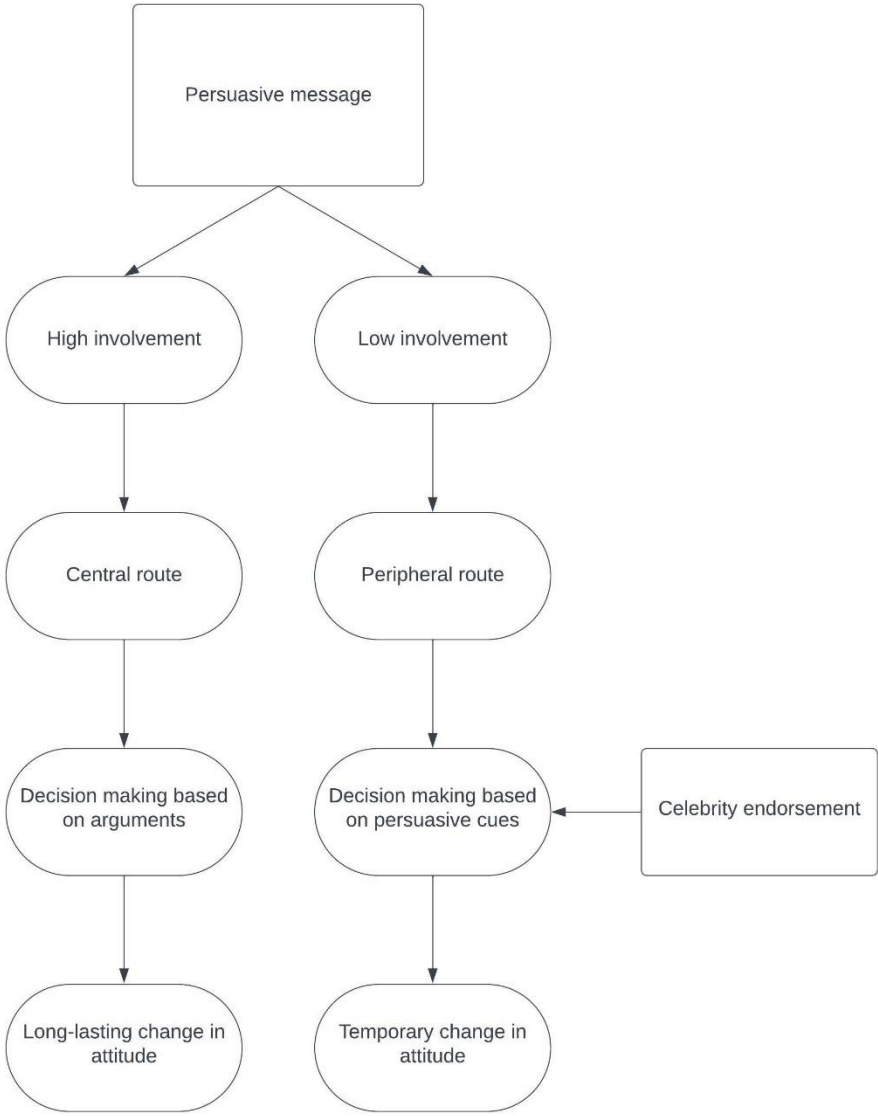 Persuasive message
High involvement
Low involvement
Central route
Peripheral route
Decision making based
on arguments
Decision making based
on persuasive cues
Celebrity endorsement
Long-lasting change in
attitude
Temporary change in
attitude